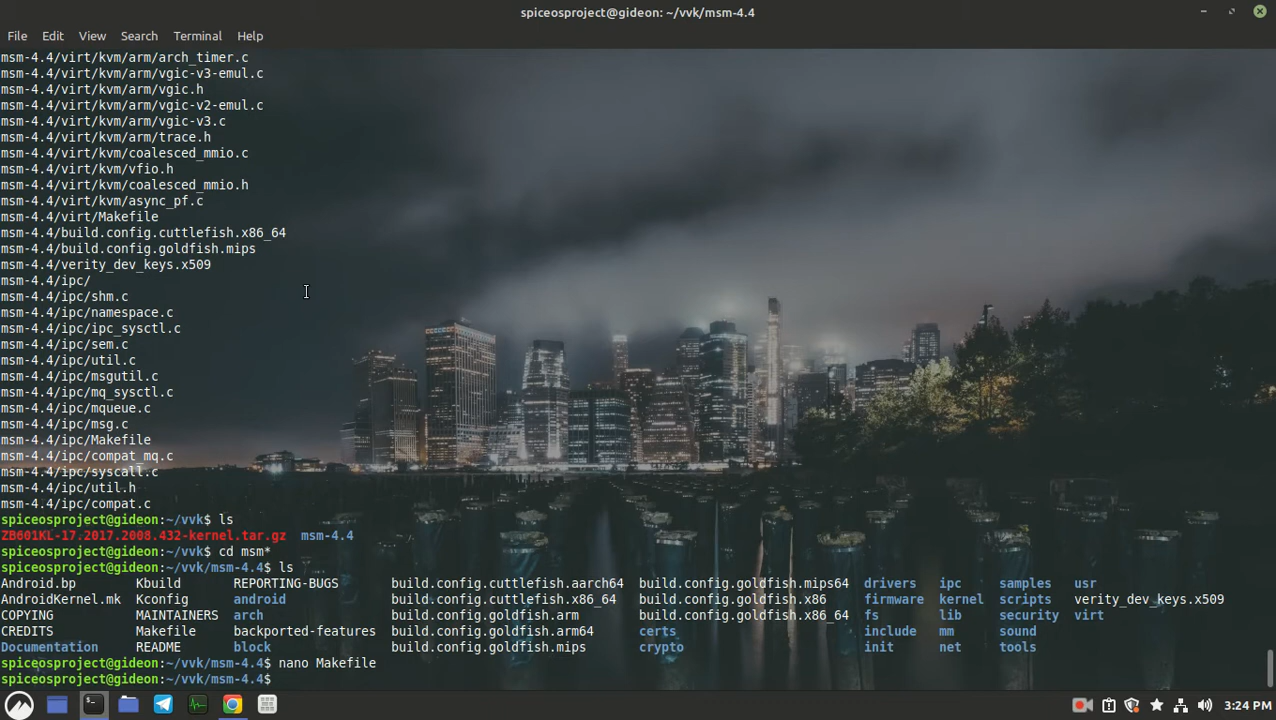 spiceosproject@gideon: ~/vvk/msm-4.4
File Edit View Search Terminal Help
msm-4.4/virt/kvm/arm/arch_timer.c
msm-4.4/virt/kvm/arm/vgic-v3-emul.c
msm-4.4/virt/kvm/arm/vgic.h
msm-4.4/virt/kvm/arm/vgic-v2-emul.c
msm-4.4/virt/kvm/arm/vgic-v3.c
msm-4.4/virt/kvm/arm/trace.h
msm-4.4/virt/kvm/coalesced_mmio.c
msm-4.4/virt/kvm/vfio.h
msm-4.4/virt/kvm/coalesced_mmio.h
msm-4.4/virt/kvm/async_pf.c
msm-4.4/virt/Makefile
msm-4.4/build.config.cuttlefish.x86_64
msm-4.4/build.config.goldfish.mips
msm-4.4/verity_dev_keys.x509
msm-4.4/ipc/
msm-4.4/ipc/shm.c
msm-4.4/ipc/namespace.c
msm-4.4/ipc/ipc_sysctl.c
msm-4.4/ipc/sem.c
msm-4.4/ipc/util.c
msm-4.4/ipc/msgutil.c
msm-4.4/ipc/mq_sysctl.c
msm-4.4/ipc/mqueue.c
msm-4.4/ipc/msg.c
msm-4.4/ipc/Makefile
msm-4.4/ipc/compat_mq.c
msm-4.4/ipc/syscall.c
msm-4.4/ipc/util.h
msm-4.4/ipc/compat.c
spiceosproject@gideon:~/vvk$ ls
ZB601KL-17.2017.2008.432-kernel.tar.gz msm-4.4
spiceosproject@gideon:~/vvk$ cd msm*
spiceosproject@gideon:~/vvk/msm-4.4$ ls
Android.bp Kbuild REPORTING-BUGS build.config.cuttlefish.aarch64 build.config.goldfish.mips64 drivers ipc samples usr
AndroidKernel.mk Kconfig android build.config.cuttlefish.x86_64 build.config.goldfish.x86 firmware kernel scripts verity_dev_keys.x509
COPYING MAINTAINERS arch build.config.goldfish.arm build.config.goldfish.x86_64 fs lib security virt
CREDITS Makefile backported-features build.config.goldfish.arm64 certs include mm sound
Documentation README block build.config.goldfish.mips crypto init net tools
spiceosproject@gideon:~/vvk/msm-4.4$ nano Makefile
spiceosproject@gideon:~/vvk/msm-4.4$
3:24 PM